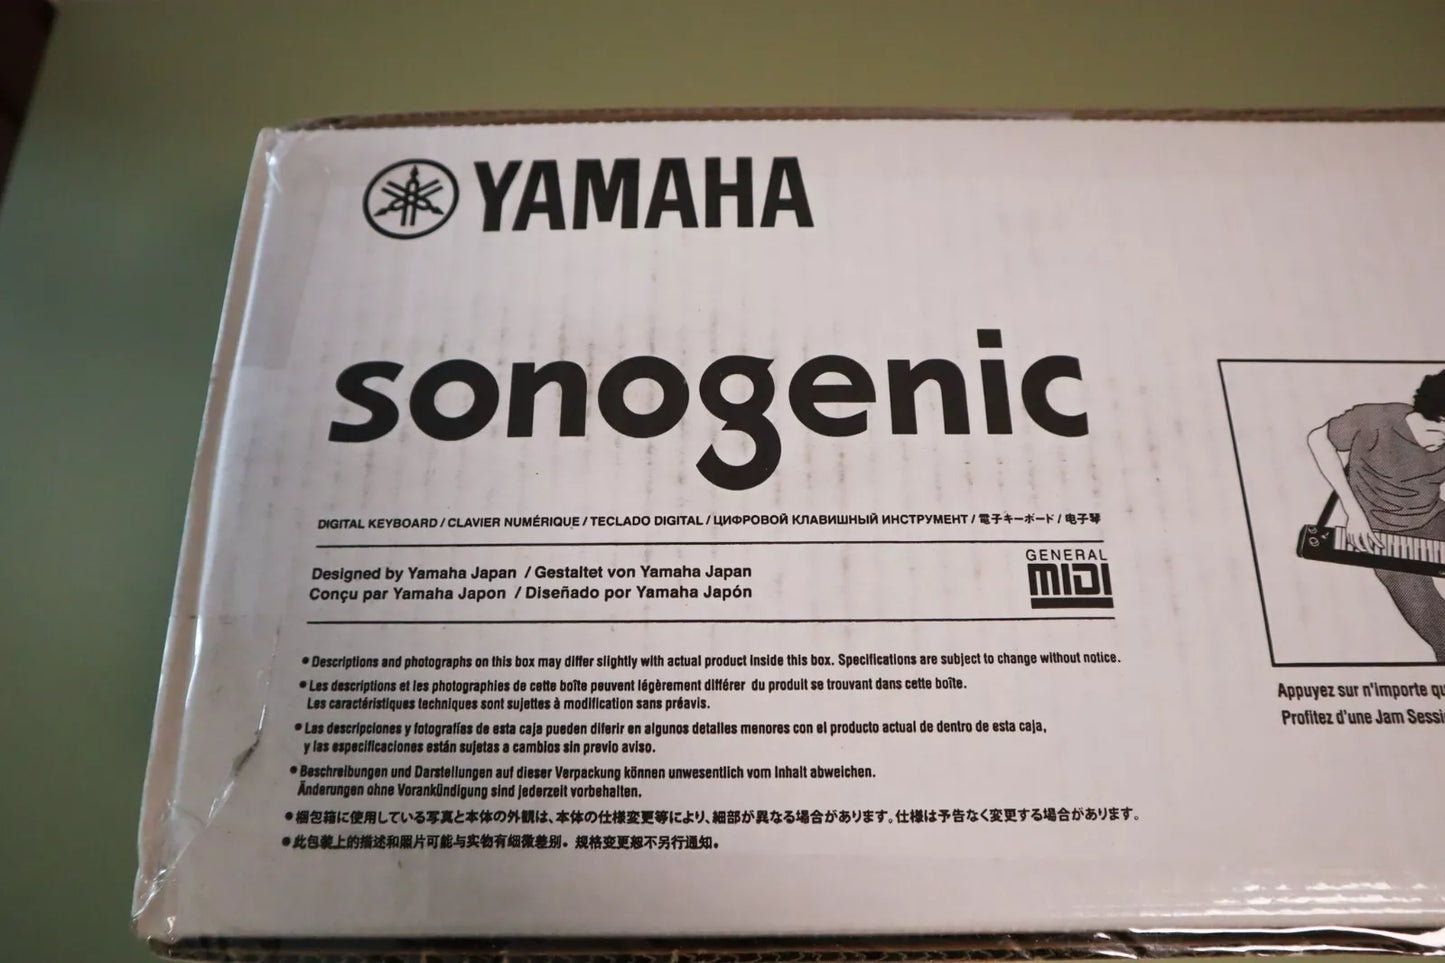 YAMAHA
sonogenic
DIGITAL KEYBOARD / CLAVIER NUMÉRIQUE / TECLADO DIGITAL / ЦИФРОВОЙ КЛАВИШНЫЙ ИНСТРУМЕНТ / 電子キーボード / 电子琴
Designed by Yamaha Japan / Gestaltet von Yamaha Japan
Conçu par Yamaha Japon / Diseñado por Yamaha Japón
GENERAL
MIDI
• Descriptions and photographs on this box may differ slightly with actual product inside this box. Specifications are subject to change without notice.
• Les descriptions et les photographies de cette boîte peuvent légèrement différer du produit se trouvant dans cette boîte.
Les caractéristiques techniques sont sujettes à modification sans préavis.
• Las descripciones y fotografías de esta caja pueden diferir en algunos detalles menores con el producto actual de dentro de esta caja,
y las especificaciones están sujetas a cambios sin previo aviso.
• Beschreibungen und Darstellungen auf dieser Verpackung können unwesentlich vom Inhalt abweichen.
Änderungen ohne Vorankündigung sind jederzeit vorbehalten.
• 梱包箱に使用している写真と本体の外観は、本体の仕様変更等により、細部が異なる場合があります。仕様は予告なく変更する場合があります。
• 此包装上的描述和照片可能与实物有细微差别。规格变更恕不另行通知。
Appuyez sur n'importe
Profitez d'une Jam